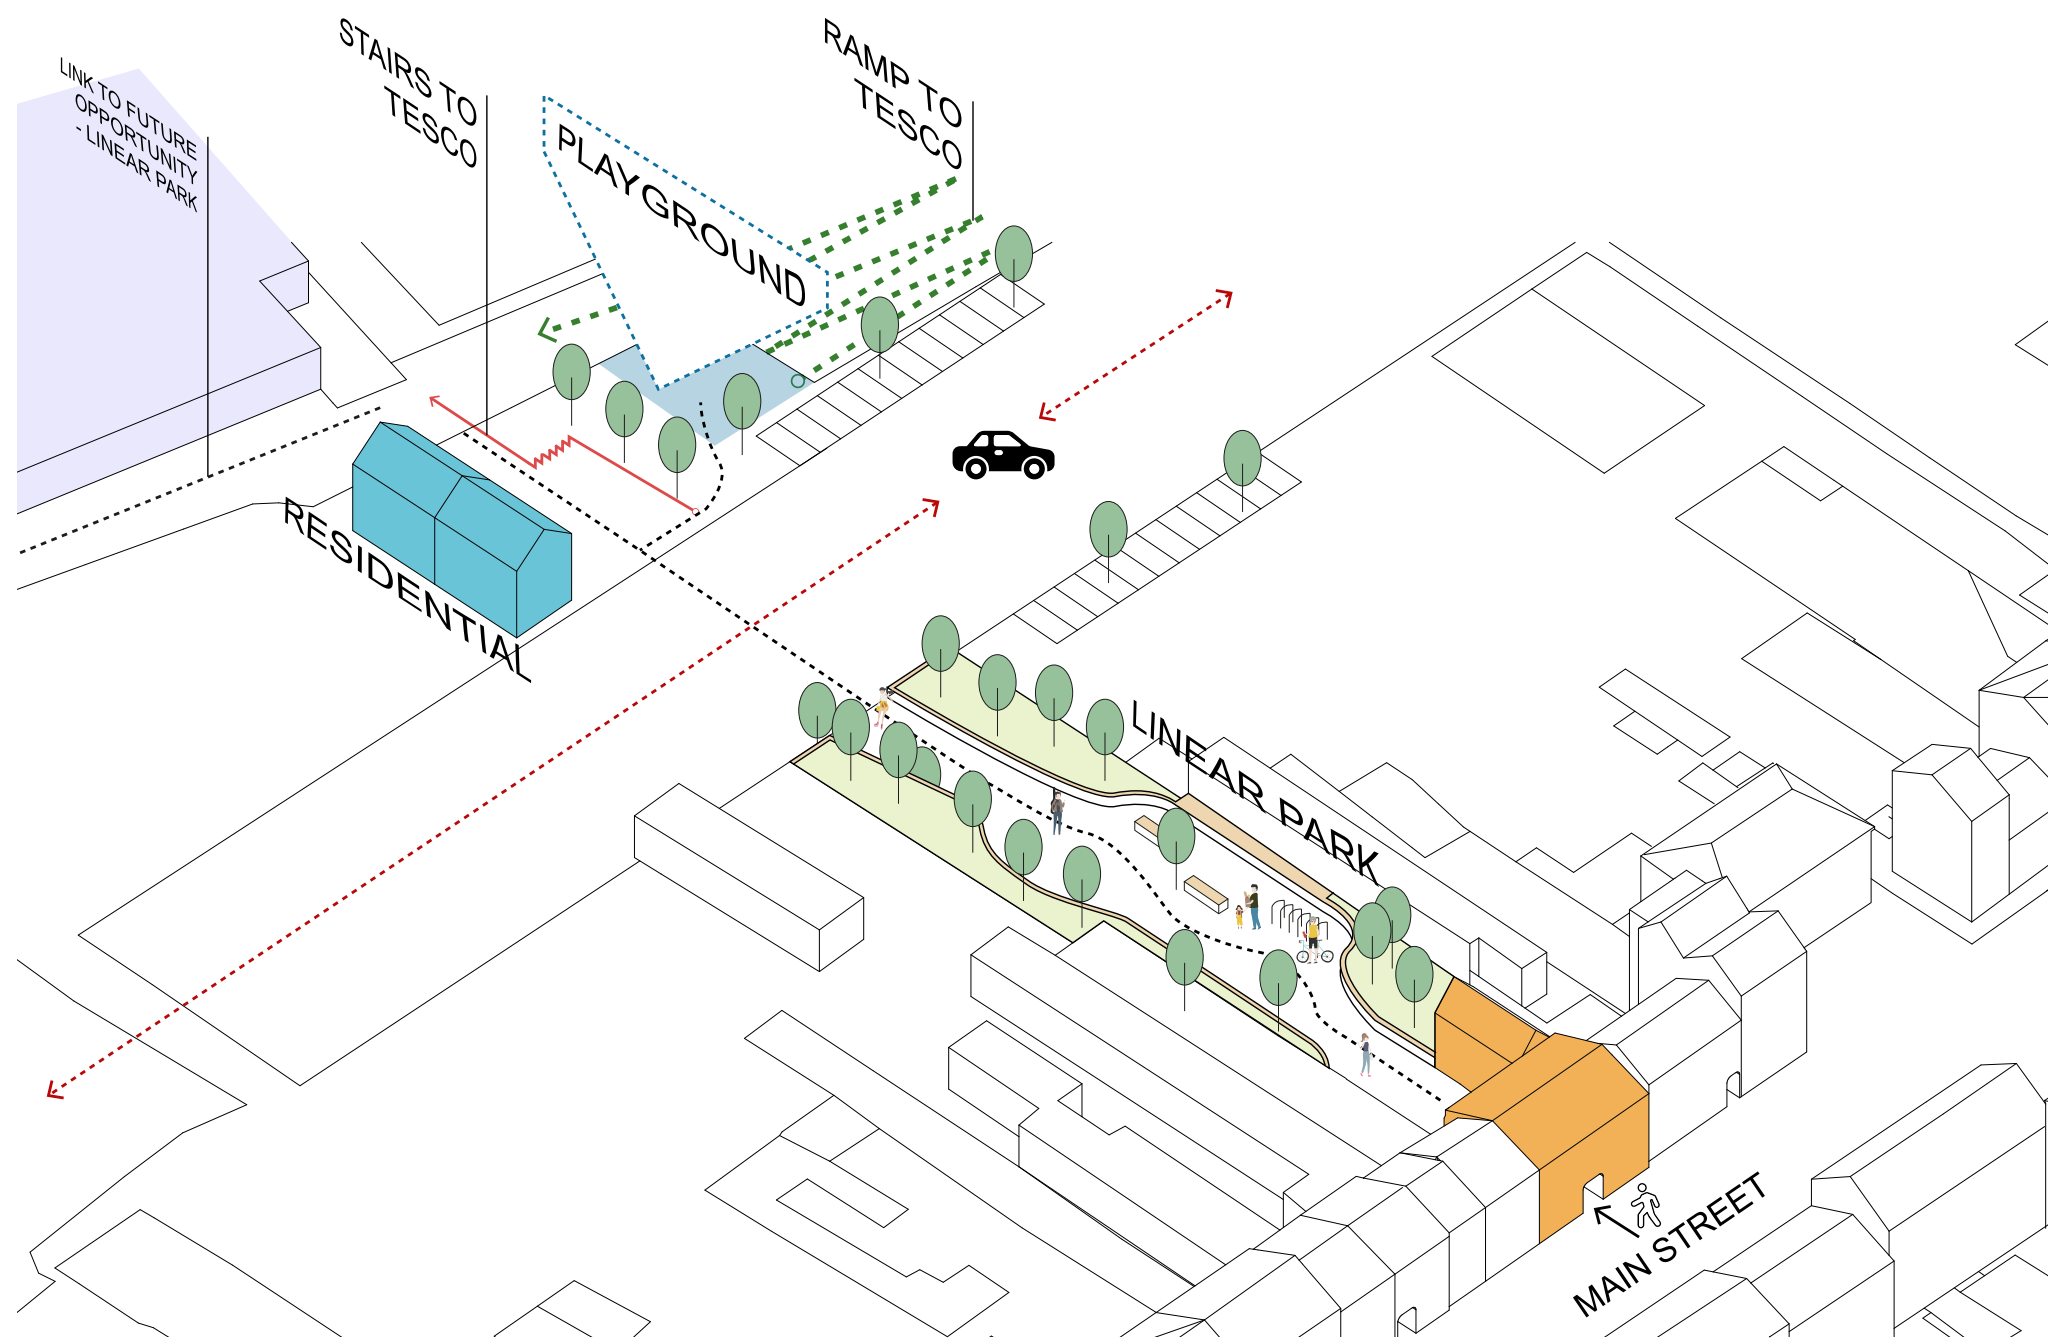 LINK TO FUTURE
OPPORTUNITY
- LINEAR PARK
STAIRS TO
TESCO
PLAYGROUND
RAMP TO
TESCO
RESIDENTIAL
LINEAR PARK
MAIN STREET